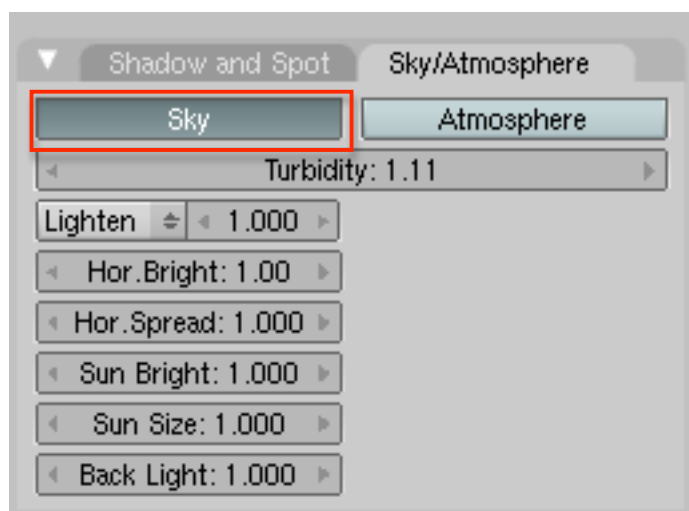 Shadow and Spot Sky/Atmosphere
Sky Atmosphere
Turbidity: 1.11
Lighten 1.000
Hor.Bright: 1.00
Hor.Spread: 1.000
Sun Bright: 1.000
Sun Size: 1.000
Back Light: 1.000